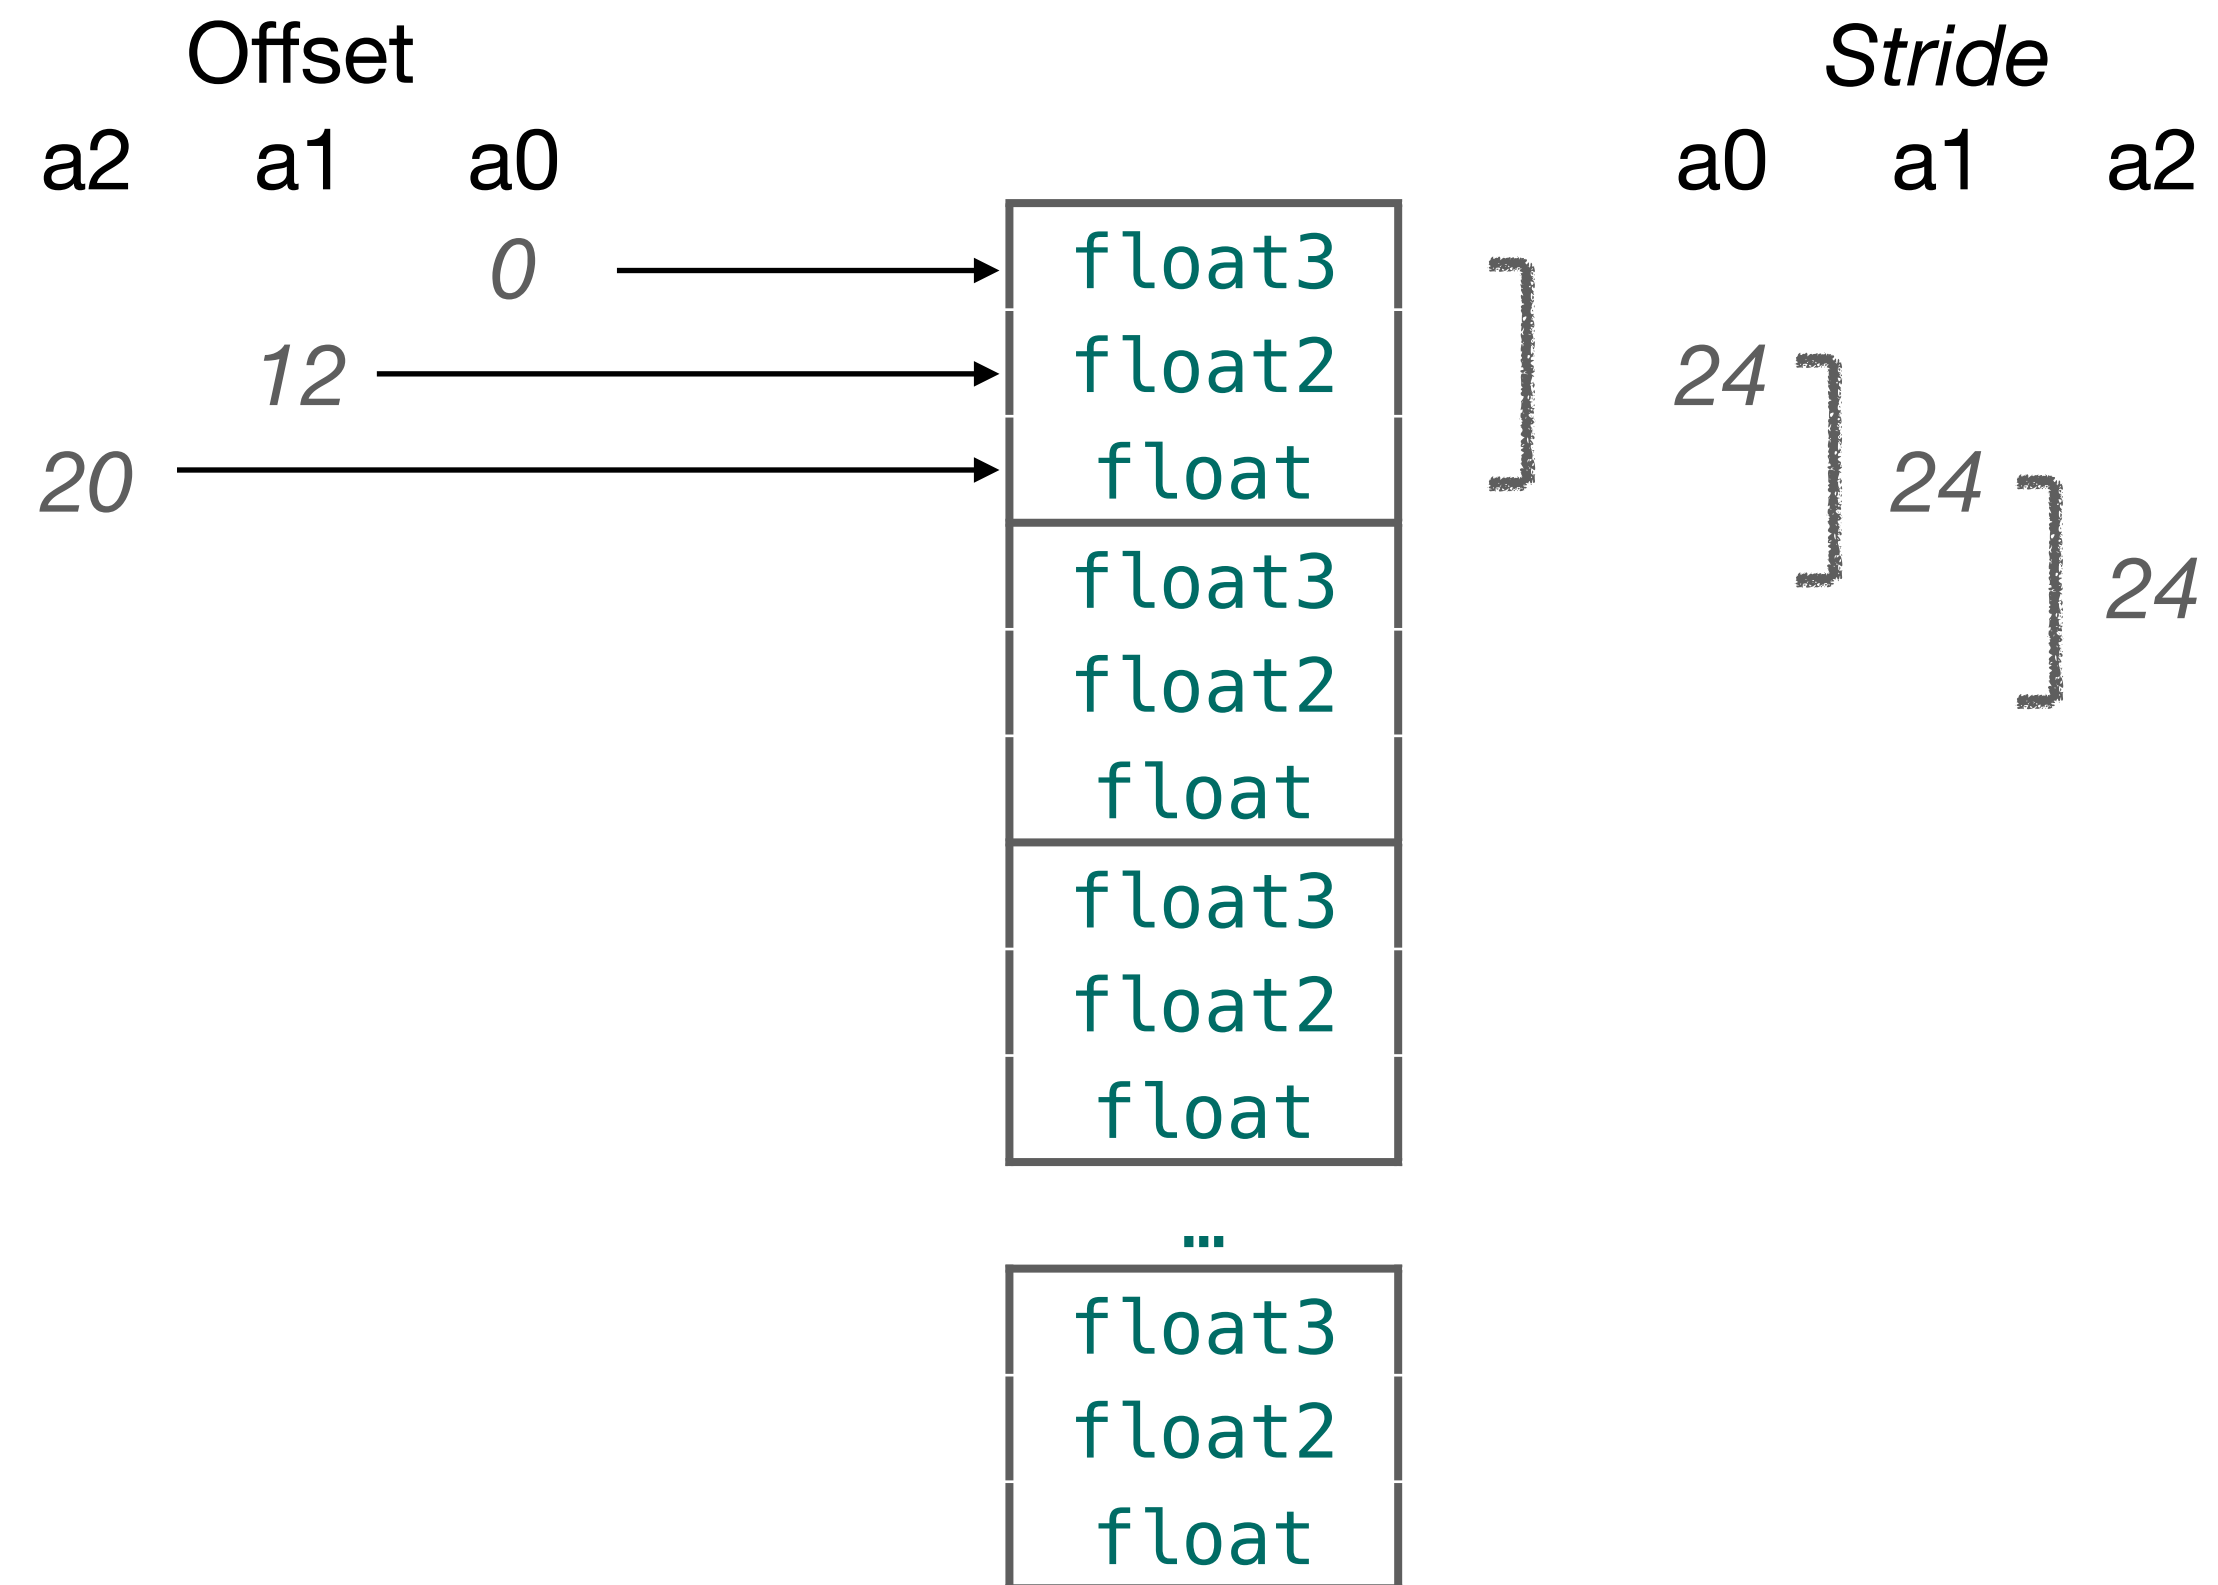 Offset Stride
a2 a1 a0 a0 a1 a2
0 float3
12 float2 24
20 float 24
float3 24
float2
float
float3
float2
float
…
float3
float2
float